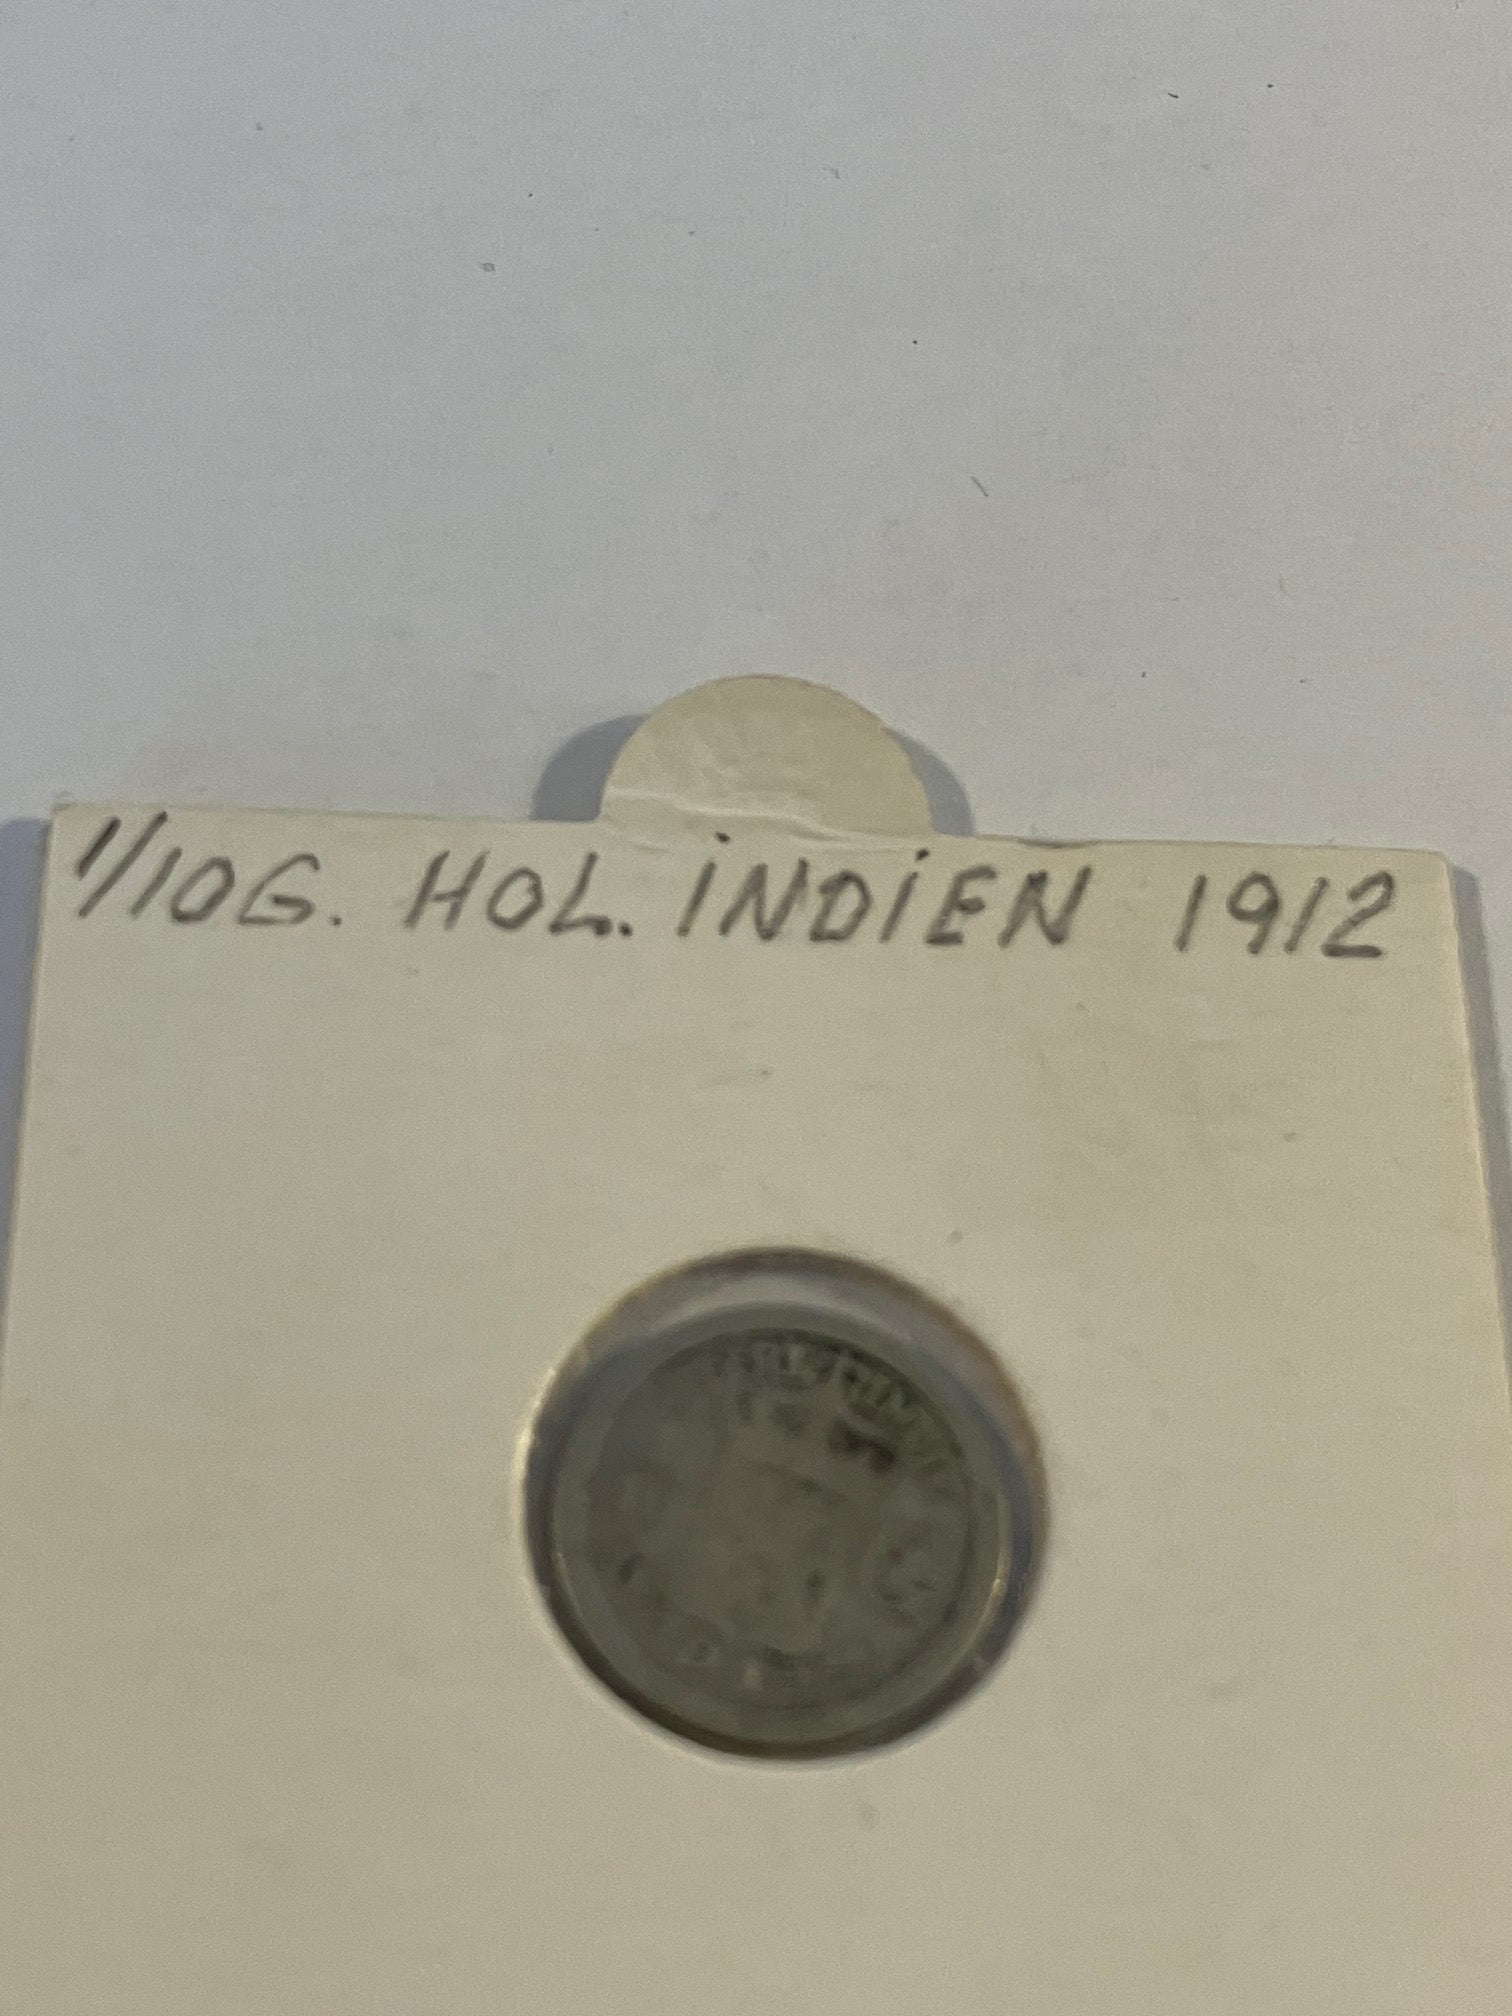 1/10G. HOL. INDIEN 1912